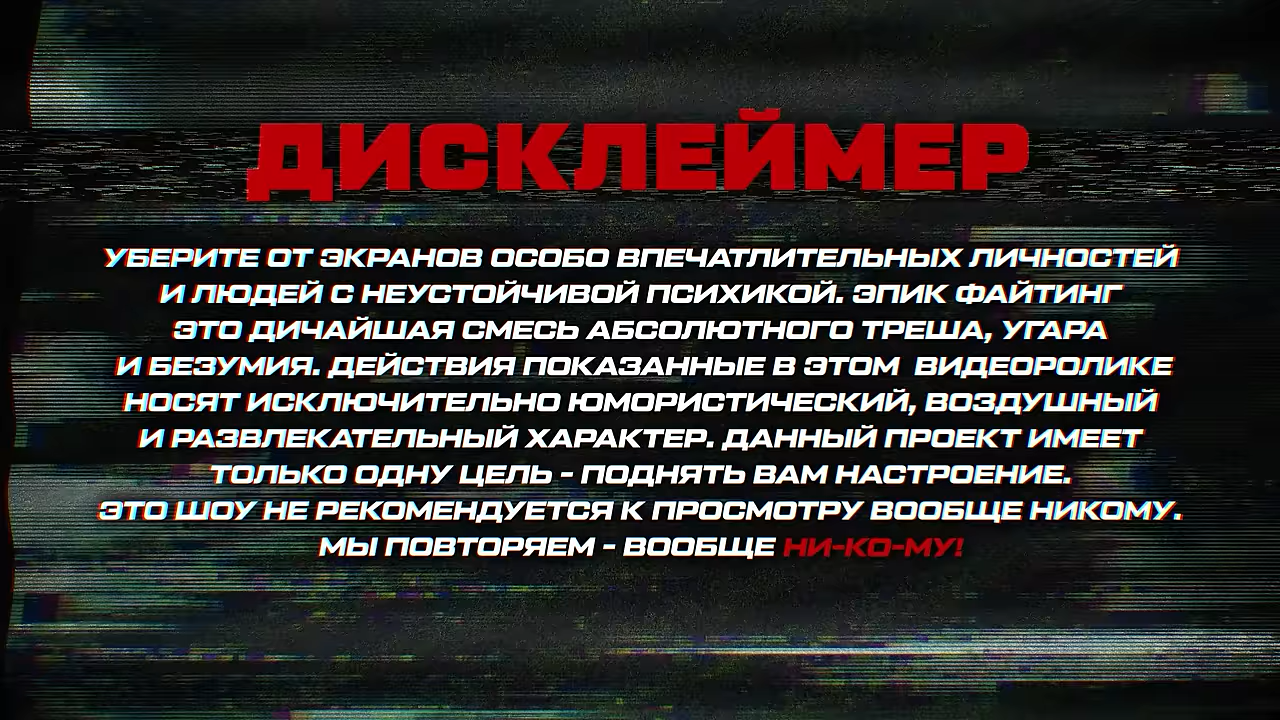 ДИСКЛЕЙМЕР
УБЕРИТЕ ОТ ЭКРАНОВ ОСОБО ВПЕЧАТЛИТЕЛЬНЫХ ЛИЧНОСТЕЙ
И ЛЮДЕЙ С НЕУСТОЙЧИВОЙ ПСИХИКОЙ. ЭПИК ФАЙТИНГ
ЭТО ДИЧАЙШАЯ СМЕСЬ АБСОЛЮТНОГО ТРЕША, УГАРА
И БЕЗУМИЯ. ДЕЙСТВИЯ ПОКАЗАННЫЕ В ЭТОМ ВИДЕОРОЛИКЕ
НОСЯТ ИСКЛЮЧИТЕЛЬНО ЮМОРИСТИЧЕСКИЙ, ВОЗДУШНЫЙ
И РАЗВЛЕКАТЕЛЬНЫЙ ХАРАКТЕР. ДАННЫЙ ПРОЕКТ ИМЕЕТ
ТОЛЬКО ОДНУ ЦЕЛЬ - ПОДНЯТЬ ВАМ НАСТРОЕНИЕ.
ЭТО ШОУ НЕ РЕКОМЕНДУЕТСЯ К ПРОСМОТРУ ВООБЩЕ НИКОМУ.
МЫ ПОВТОРЯЕМ - ВООБЩЕ НИ-КО-МУ!